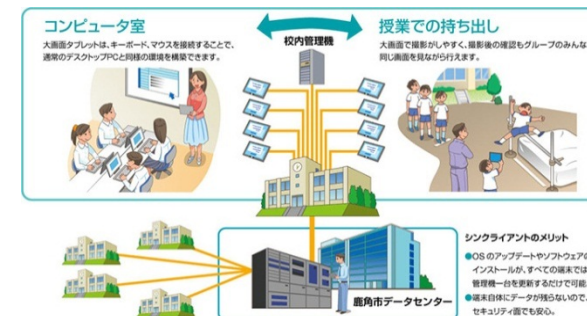 コンピュータ室
大画面タブレットは、キーボード、マウスを接続することで、
通常のデスクトップPCと同様の環境を構築できます。
校内管理機
授業での持ち出し
大画面で撮影がしやすく、撮影後の確認もグループのみんな
同じ画面を見ながら行えます。
シンクライアントのメリット
●OSのアップデートやソフトウェアの
インストールが、すべての端末では
管理機一台を更新するだけで可能
●端末自体にデータが残らないので、
セキュリティ面でも安心。
鹿角市データセンター